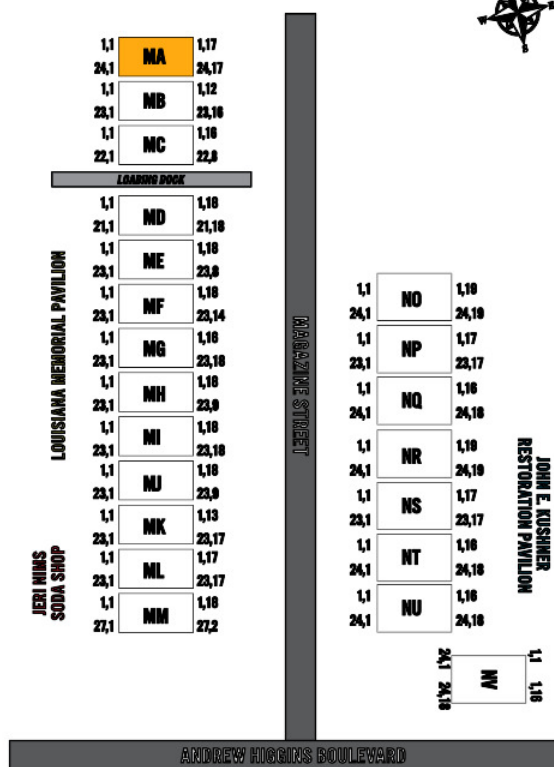 1,1 MA 1,17
24,1 24,17
1,1 MB 1,12
23,1 23,16
1,1 MC 1,16
22,1 22,8
LOADING DOCK
1,1 MD 1,18
21,1 21,18
1,1 ME 1,18
23,1 23,8
1,1 MF 1,18
23,1 23,14
1,1 MG 1,18
23,1 23,18
1,1 MH 1,18
23,1 23,9
1,1 MI 1,18
23,1 23,18
1,1 MJ 1,18
23,1 23,9
1,1 MK 1,13
23,1 23,17
1,1 ML 1,17
23,1 23,17
1,1 MM 1,18
27,1 27,2
LOUISIANA MEMORIAL PAVILION
JERI NIMS
SODA SHOP
MAGAZINE STREET
1,1 NO 1,19
24,1 24,19
1,1 NP 1,17
23,1 23,17
1,1 NQ 1,16
24,1 24,18
1,1 NR 1,19
24,1 24,19
1,1 NS 1,17
23,1 23,17
1,1 NT 1,16
24,1 24,18
1,1 NU 1,16
24,1 24,18
JOHN E. KUSHNER
RESTORATION PAVILION
1,1 NV 1,16
24,1 24,18
ANDREW HIGGINS BOULEVARD